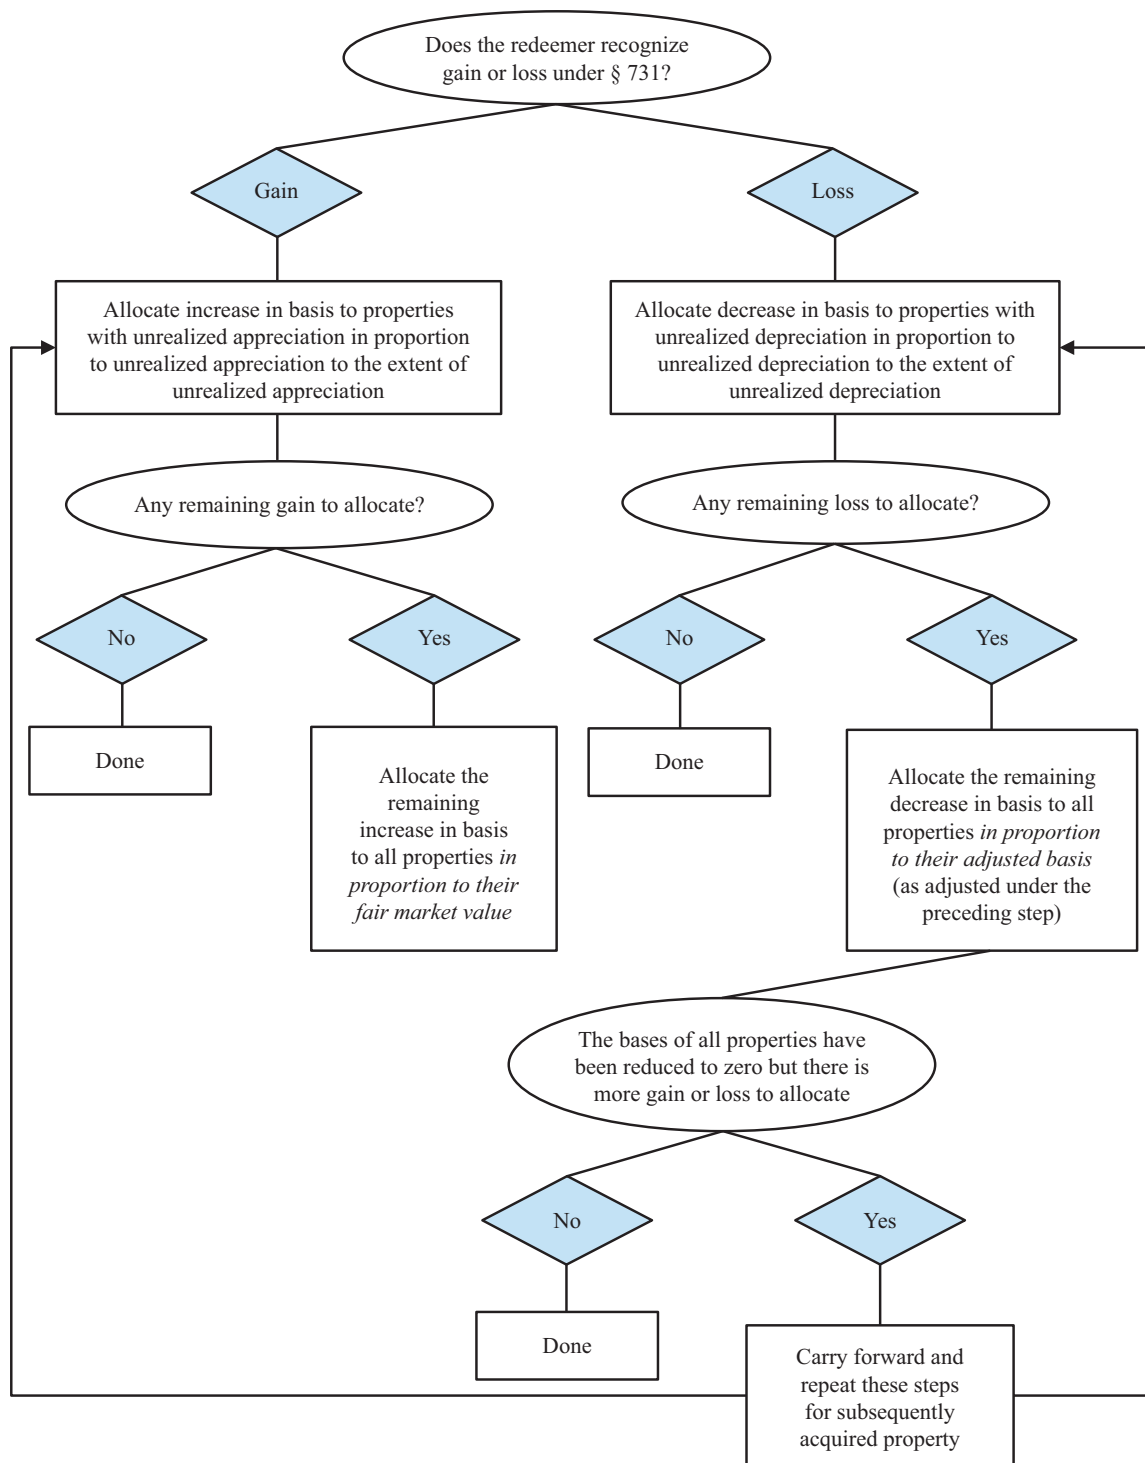 Does the redeemer recognize
gain or loss under § 731?
Gain
Loss
Allocate increase in basis to properties
with unrealized appreciation in proportion
to unrealized appreciation to the extent of
unrealized appreciation
Allocate decrease in basis to properties with
unrealized depreciation in proportion to
unrealized depreciation to the extent of
unrealized depreciation
Any remaining gain to allocate?
Any remaining loss to allocate?
No
Yes
No
Yes
Done
Allocate the
remaining
increase in basis
to all properties in
proportion to their
fair market value
Done
Allocate the remaining
decrease in basis to all
properties in proportion
to their adjusted basis
(as adjusted under the
preceding step)
The bases of all properties have
been reduced to zero but there is
more gain or loss to allocate
No
Yes
Done
Carry forward and
repeat these steps
for subsequently
acquired property